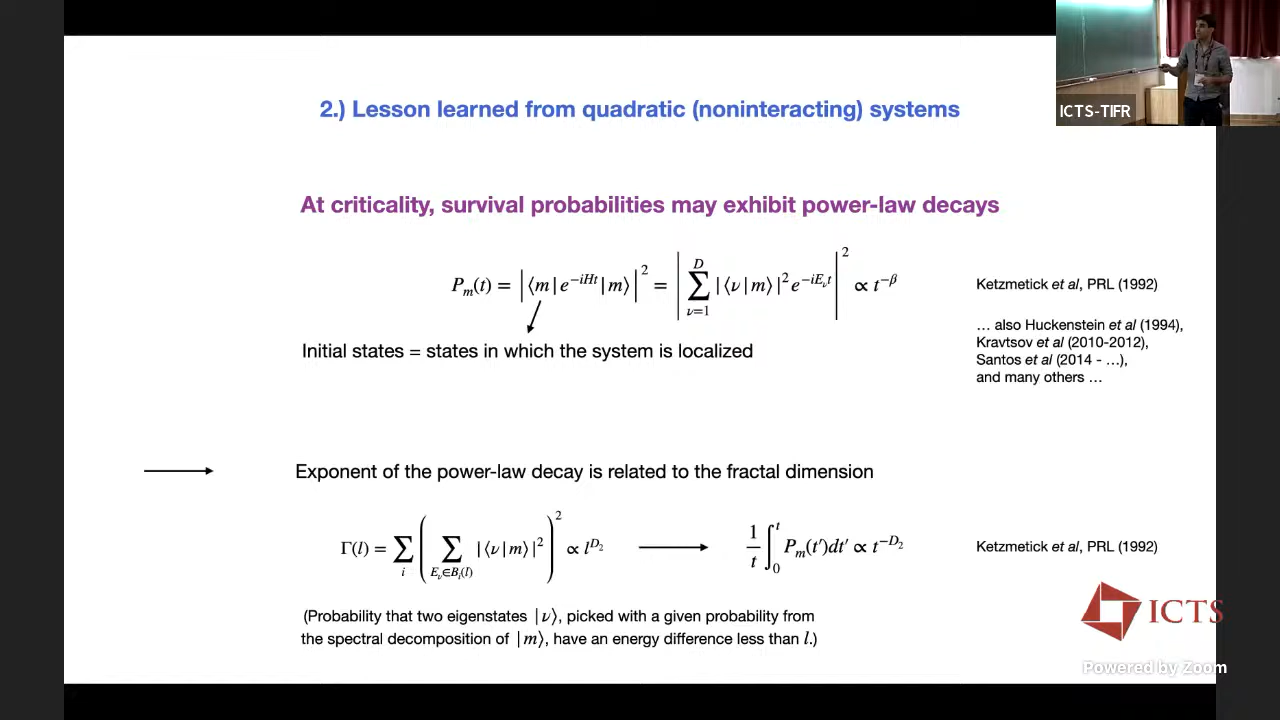 ICTS-TIFR
2.) Lesson learned from quadratic (noninteracting) systems
At criticality, survival probabilities may exhibit power-law decays
P_m(t) = |⟨m|e^{−iHt}|m⟩|^2 = |∑_{ν=1}^{D} |⟨ν|m⟩|^2 e^{−iE_ν t}|^2 ∝ t^{−β}
Ketzmetick et al, PRL (1992)
Initial states = states in which the system is localized
... also Huckenstein et al (1994),
Kravtsov et al (2010-2012),
Santos et al (2014 - ...),
and many others ...
Exponent of the power-law decay is related to the fractal dimension
Γ(l) = ∑_i (∑_{E_ν∈B_i(l)} |⟨ν|m⟩|^2)^2 ∝ l^{D_2}
1/t ∫_0^t P_m(t′)dt′ ∝ t^{−D_2}
Ketzmetick et al, PRL (1992)
(Probability that two eigenstates |ν⟩, picked with a given probability from
the spectral decomposition of |m⟩, have an energy difference less than l.)
ICTS
Powered by Zoom